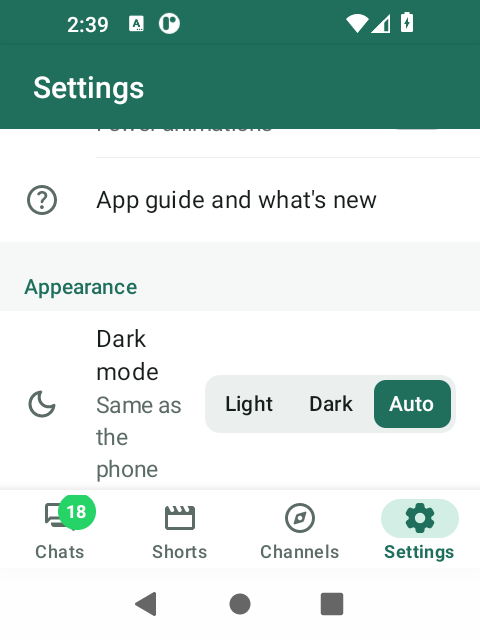 2:39
Settings
App guide and what's new
Appearance
Dark
mode
Same as
the
phone
Light Dark Auto
18
Chats Shorts Channels Settings